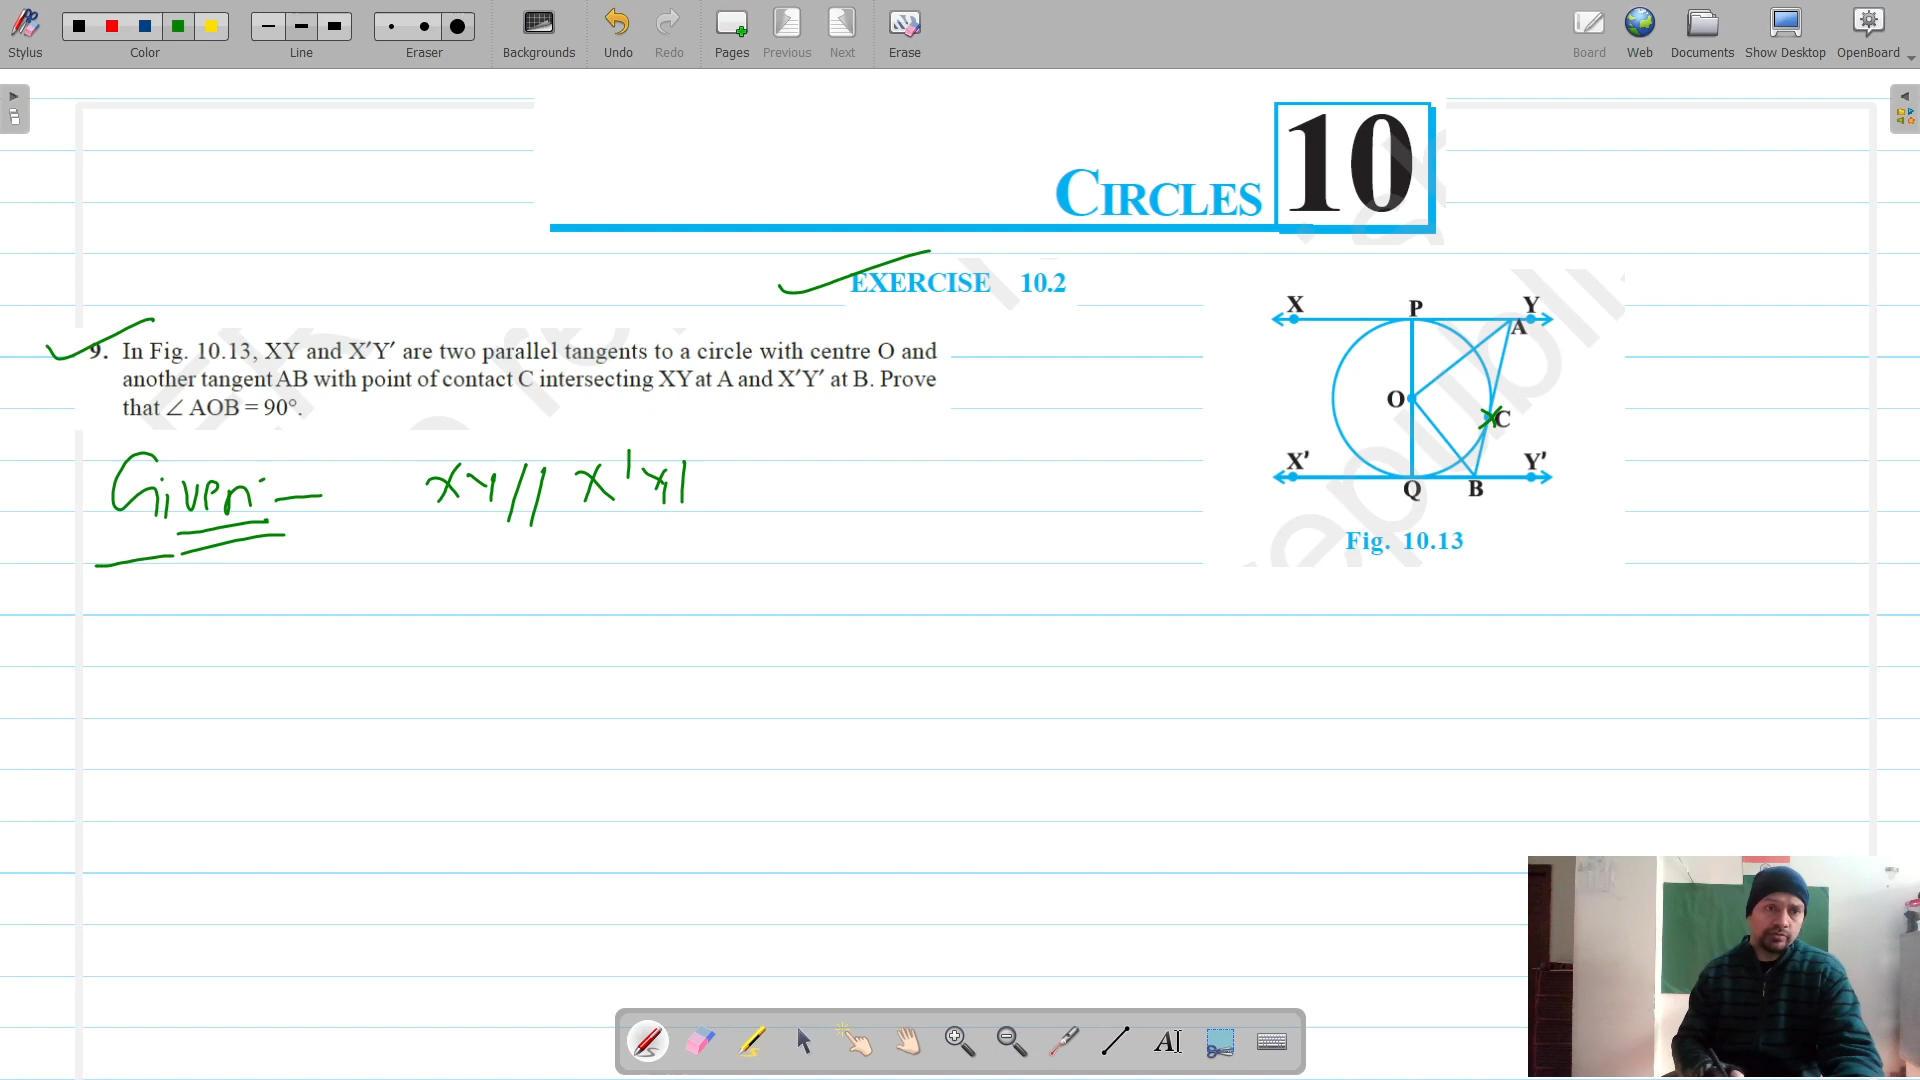 Stylus Color Line Eraser Backgrounds Undo Redo Pages Previous Next Erase Board Web Documents Show Desktop OpenBoard
CIRCLES 10
EXERCISE 10.2
9. In Fig. 10.13, XY and X′Y′ are two parallel tangents to a circle with centre O and
another tangent AB with point of contact C intersecting XY at A and X′Y′ at B. Prove
that ∠ AOB = 90°.
X P Y
A
O
C
X' Y'
Q B
Fig. 10.13
Given:— XY // X'Y'